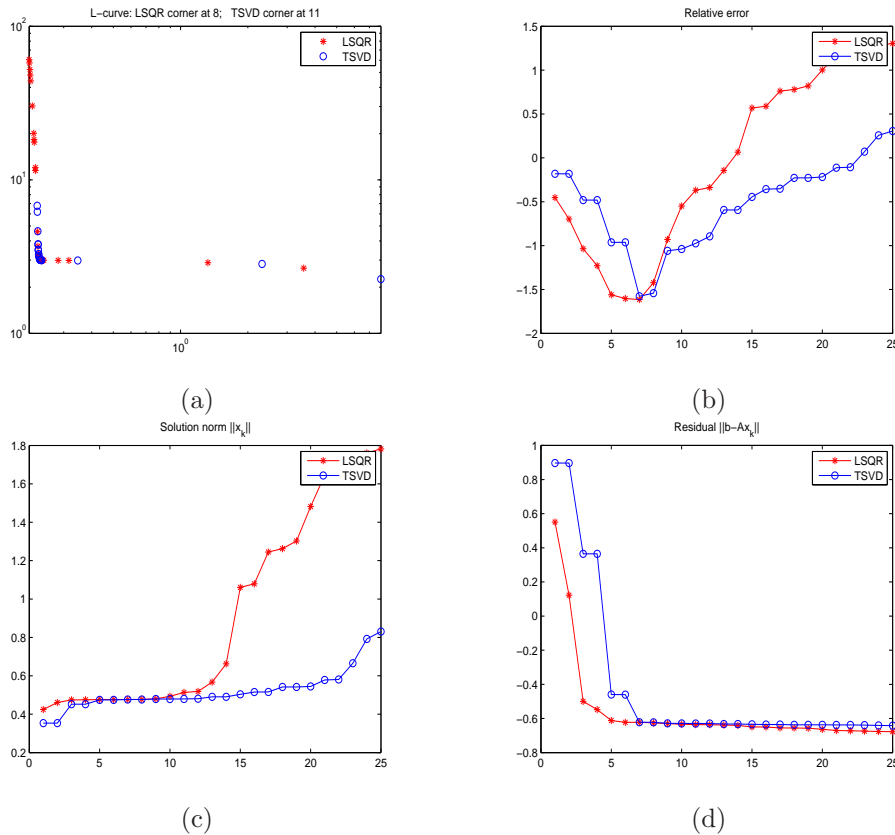 L−curve: LSQR corner at 8;   TSVD corner at 11
10^2
10^1
10^0
10^0
LSQR
TSVD
(a)
Relative error
1.5
1
0.5
0
−0.5
−1
−1.5
−2
0 5 10 15 20 25
LSQR
TSVD
(b)
Solution norm ||x_k||
1.8
1.6
1.4
1.2
1
0.8
0.6
0.4
0.2
0 5 10 15 20 25
LSQR
TSVD
(c)
Residual ||b−Ax_k||
1
0.8
0.6
0.4
0.2
0
−0.2
−0.4
−0.6
−0.8
0 5 10 15 20 25
LSQR
TSVD
(d)